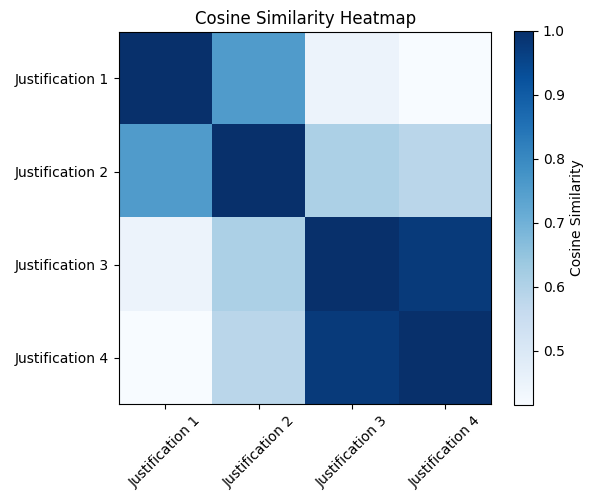 Cosine Similarity Heatmap
Justification 1
Justification 2
Justification 3
Justification 4
Justification 1
Justification 2
Justification 3
Justification 4
1.0
0.9
0.8
0.7
0.6
0.5
Cosine Similarity